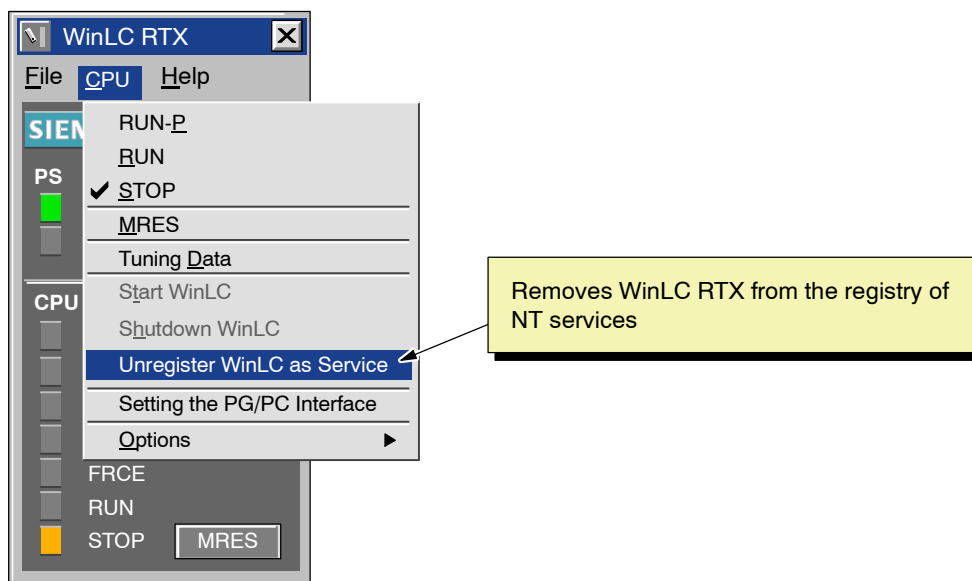 WinLC RTX
File CPU Help
SIEN
RUN-P
RUN
STOP
MRES
Tuning Data
Start WinLC
Shutdown WinLC
Unregister WinLC as Service
Setting the PG/PC Interface
Options
PS
CPU
FRCE
RUN
STOP MRES
Removes WinLC RTX from the registry of
NT services